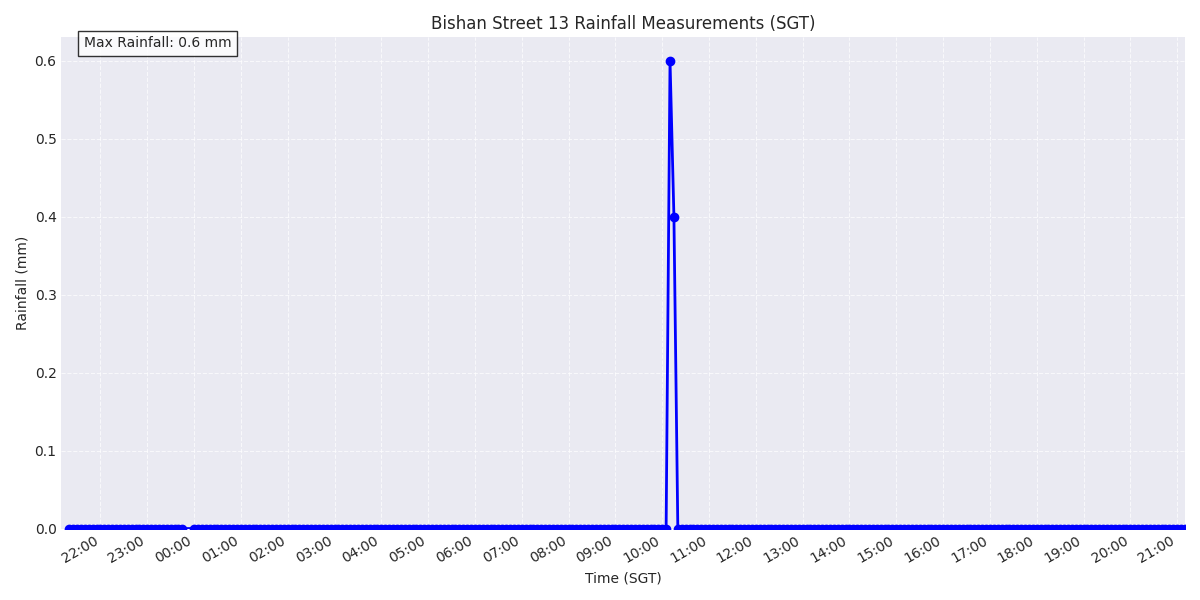 Bishan Street 13 Rainfall Measurements (SGT)
Max Rainfall: 0.6 mm
0.6
0.5
0.4
0.3
0.2
0.1
0.0
Rainfall (mm)
22:00 23:00 00:00 01:00 02:00 03:00 04:00 05:00 06:00 07:00 08:00 09:00 10:00 11:00 12:00 13:00 14:00 15:00 16:00 17:00 18:00 19:00 20:00 21:00
Time (SGT)